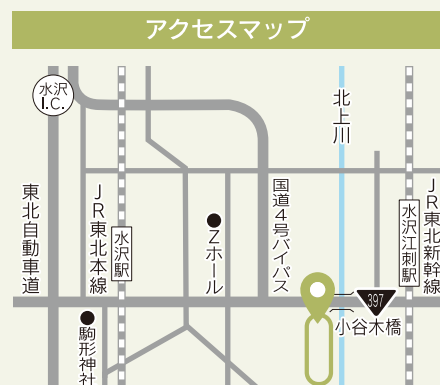 アクセスマップ
水沢
I.C.
北上川
東北自動車道
JR東北本線
水沢駅
Zホール
国道4号バイパス
水沢江刺駅
JR東北新幹線
397
小谷木橋
駒形神社